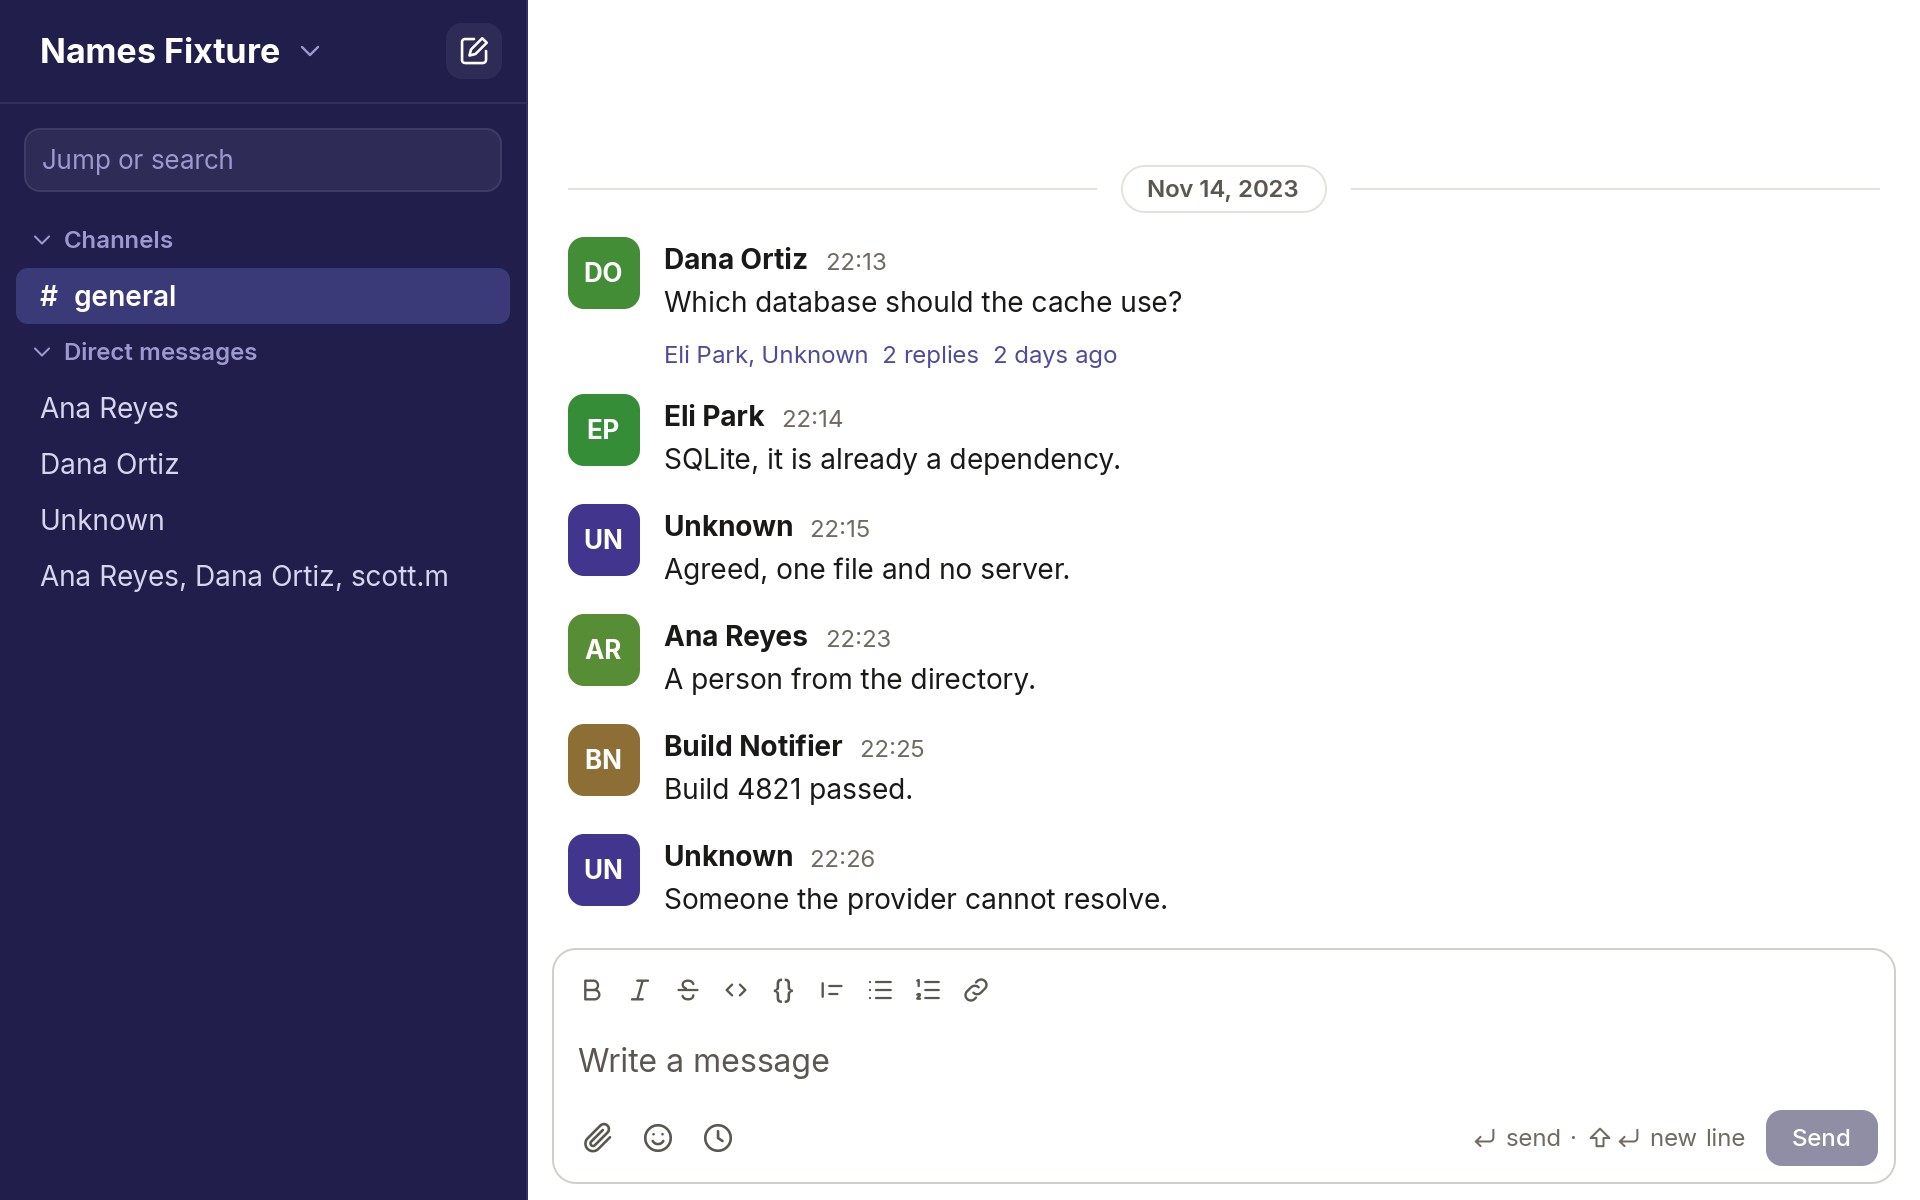 Names Fixture
Jump or search
Channels
# general
Direct messages
Ana Reyes
Dana Ortiz
Unknown
Ana Reyes, Dana Ortiz, scott.m
Nov 14, 2023
DO
Dana Ortiz 22:13
Which database should the cache use?
Eli Park, Unknown 2 replies 2 days ago
EP
Eli Park 22:14
SQLite, it is already a dependency.
UN
Unknown 22:15
Agreed, one file and no server.
AR
Ana Reyes 22:23
A person from the directory.
BN
Build Notifier 22:25
Build 4821 passed.
UN
Unknown 22:26
Someone the provider cannot resolve.
Write a message
send · new line
Send